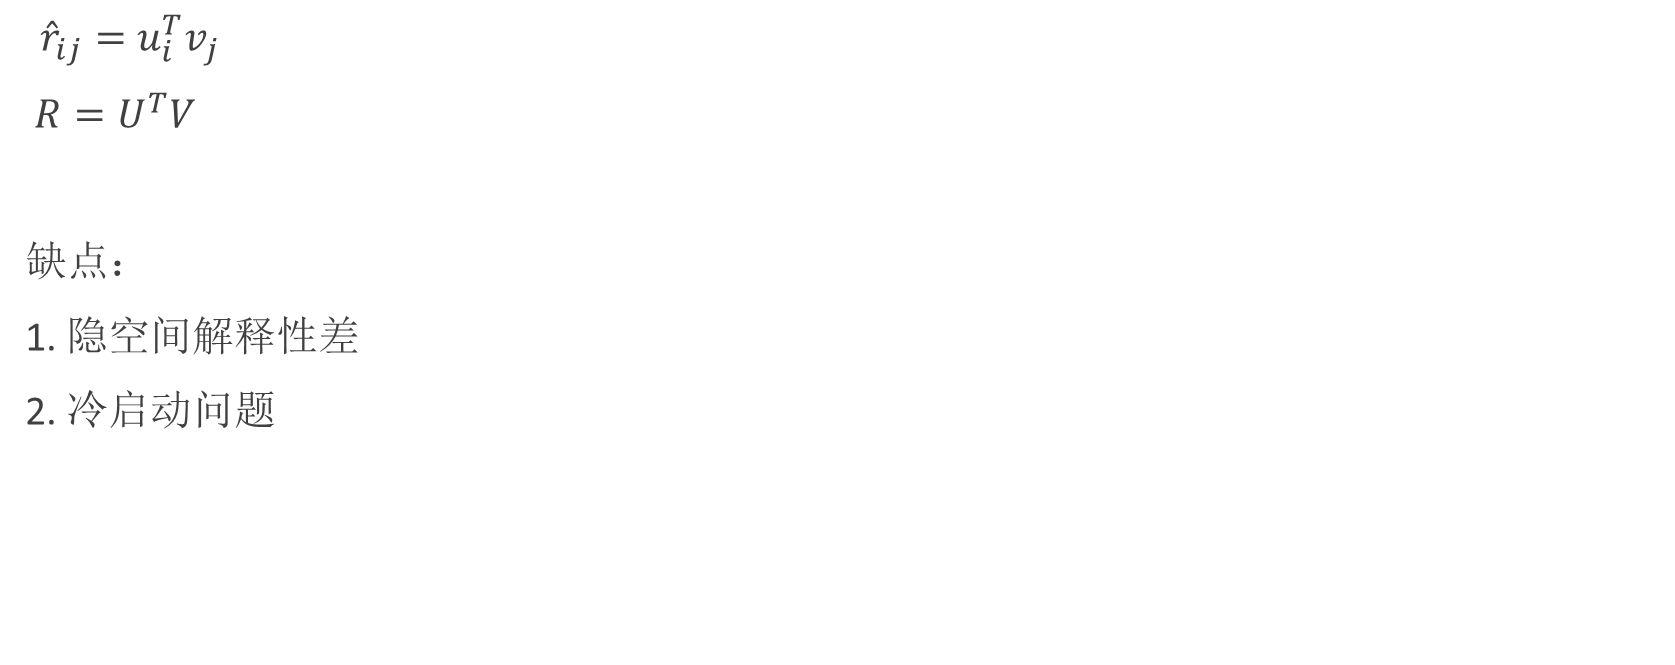 r̂ᵢⱼ = uᵢᵀvⱼ
R = UᵀV
缺点：
1. 隐空间解释性差
2. 冷启动问题